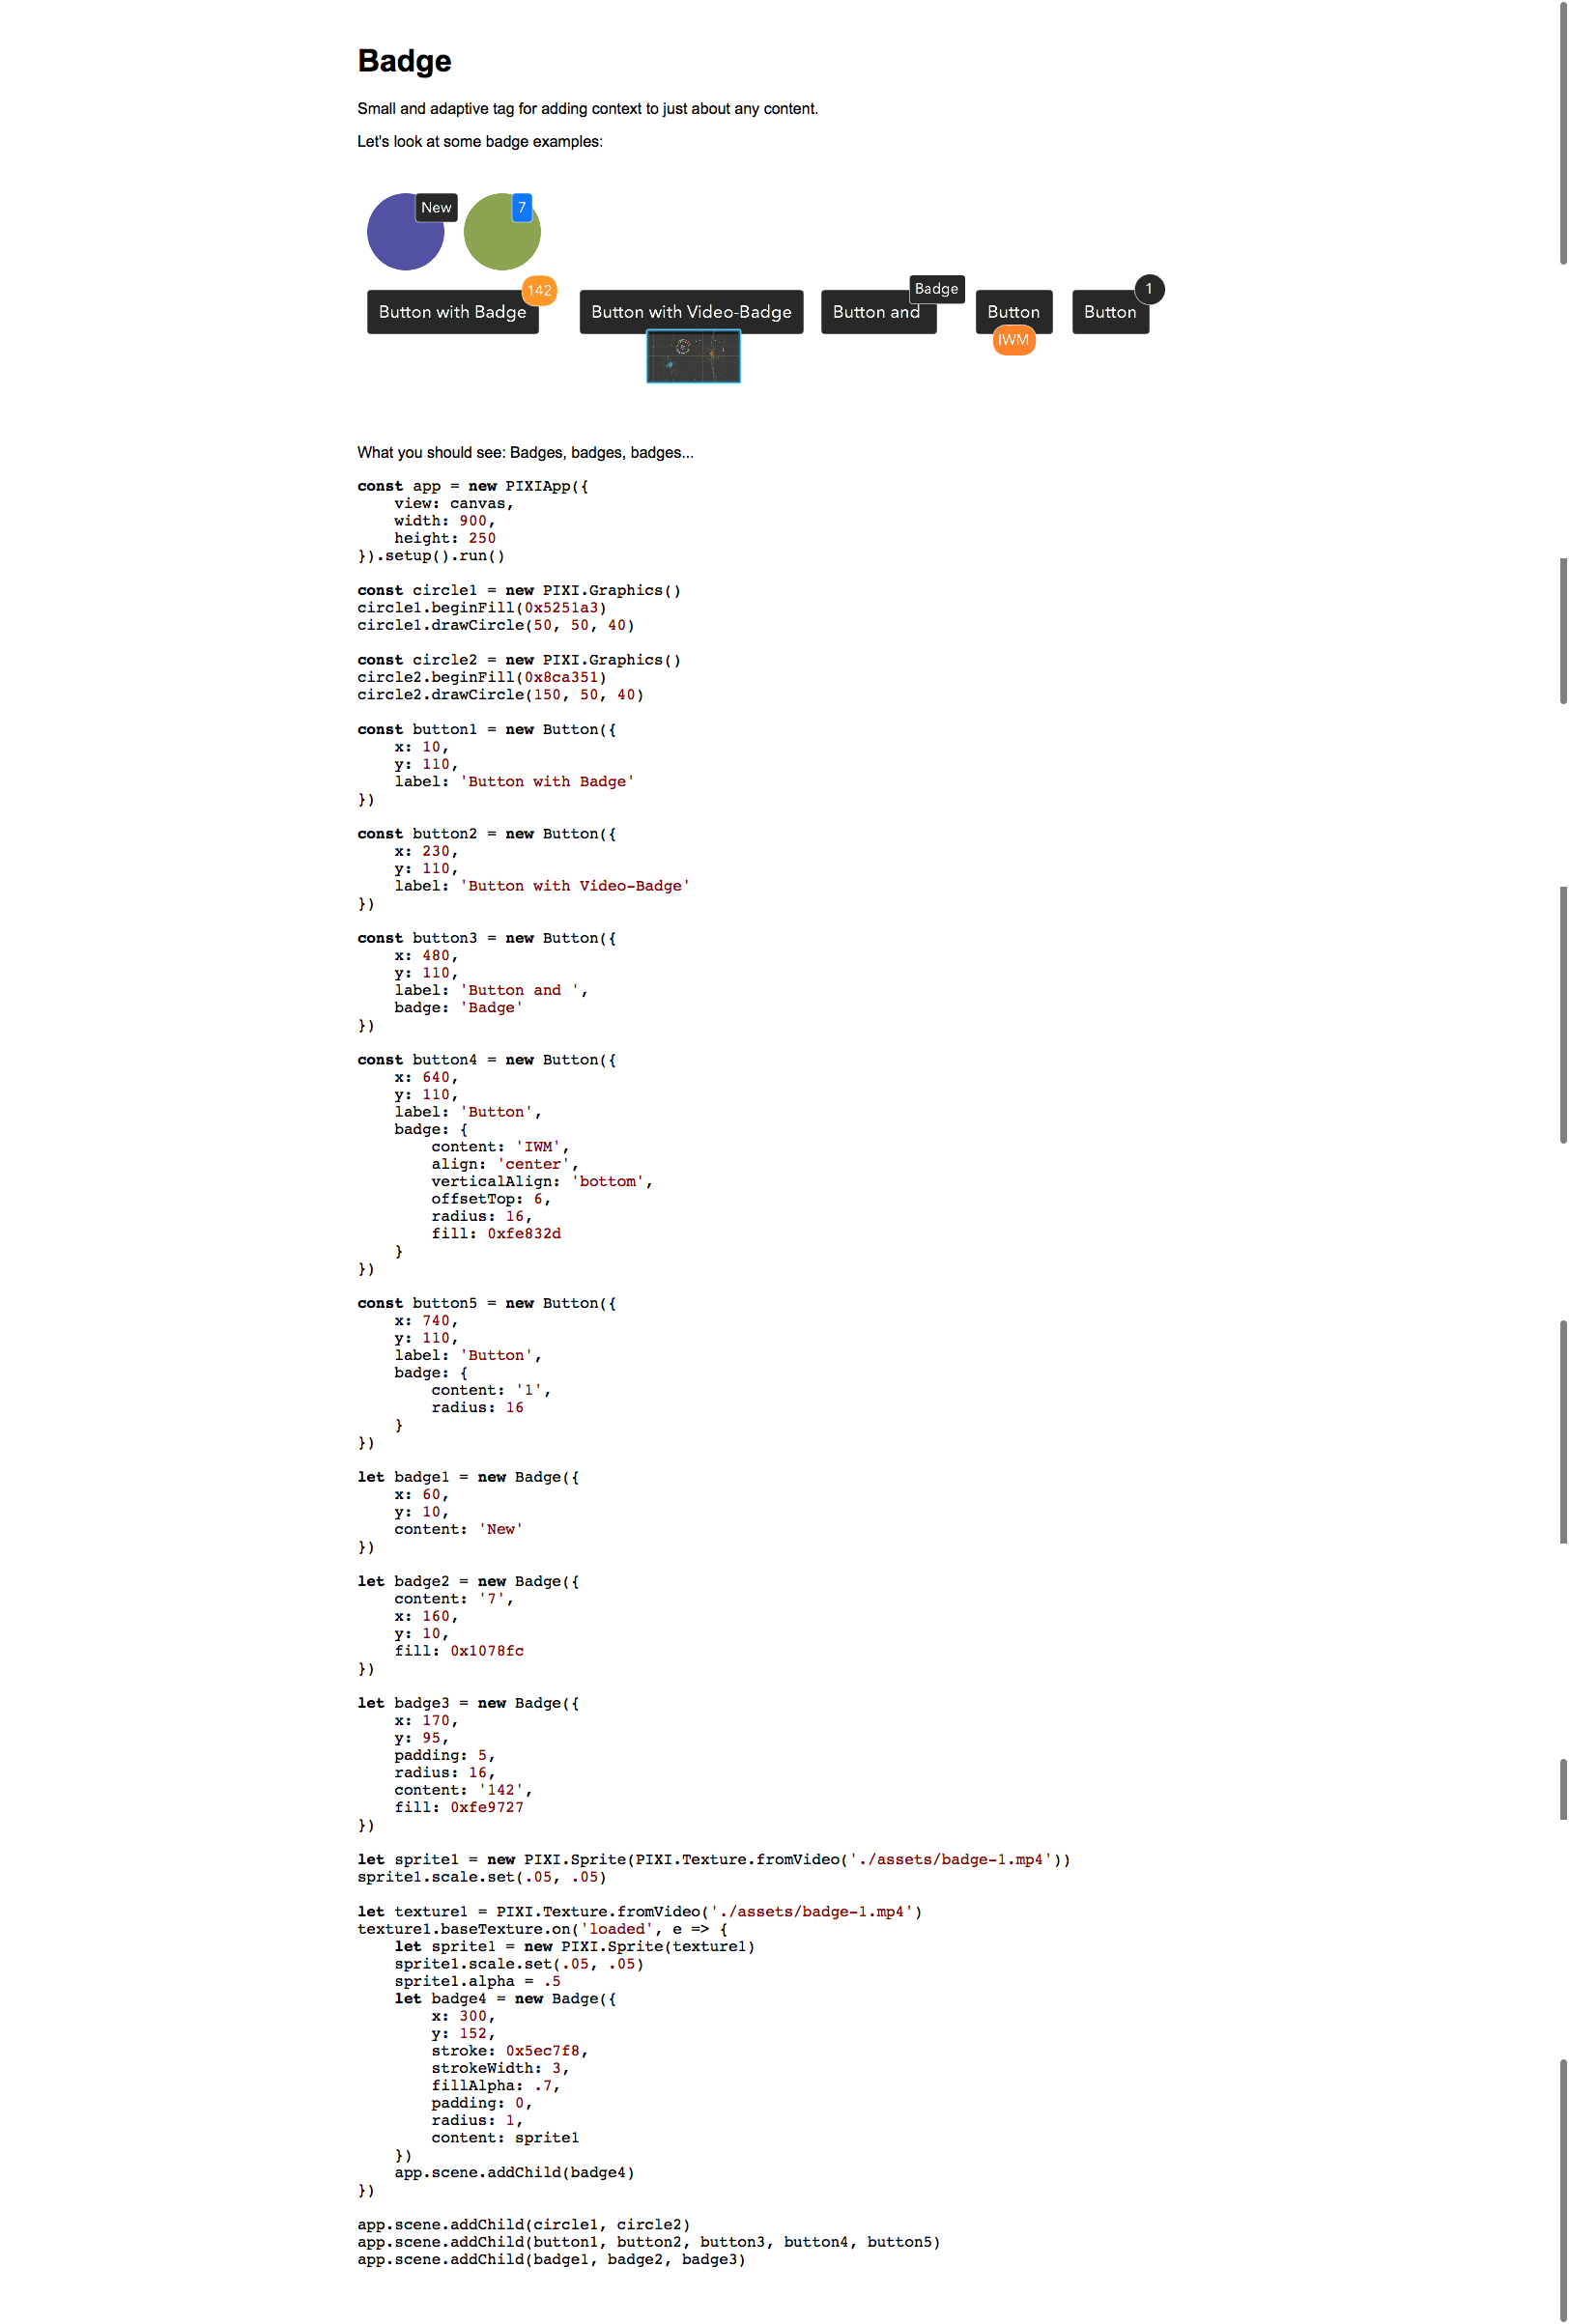 Badge
Small and adaptive tag for adding context to just about any content.
Let's look at some badge examples:
New
7
142
Badge
1
Button with Badge
Button with Video-Badge
Button and
Button
Button
IWM
What you should see: Badges, badges, badges...
const app = new PIXIApp({
    view: canvas,
    width: 900,
    height: 250
}).setup().run()

const circle1 = new PIXI.Graphics()
circle1.beginFill(0x5251a3)
circle1.drawCircle(50, 50, 40)

const circle2 = new PIXI.Graphics()
circle2.beginFill(0x8ca351)
circle2.drawCircle(150, 50, 40)

const button1 = new Button({
    x: 10,
    y: 110,
    label: 'Button with Badge'
})

const button2 = new Button({
    x: 230,
    y: 110,
    label: 'Button with Video-Badge'
})

const button3 = new Button({
    x: 480,
    y: 110,
    label: 'Button and ',
    badge: 'Badge'
})

const button4 = new Button({
    x: 640,
    y: 110,
    label: 'Button',
    badge: {
        content: 'IWM',
        align: 'center',
        verticalAlign: 'bottom',
        offsetTop: 6,
        radius: 16,
        fill: 0xfe832d
    }
})

const button5 = new Button({
    x: 740,
    y: 110,
    label: 'Button',
    badge: {
        content: '1',
        radius: 16
    }
})

let badge1 = new Badge({
    x: 60,
    y: 10,
    content: 'New'
})

let badge2 = new Badge({
    content: '7',
    x: 160,
    y: 10,
    fill: 0x1078fc
})

let badge3 = new Badge({
    x: 170,
    y: 95,
    padding: 5,
    radius: 16,
    content: '142',
    fill: 0xfe9727
})

let sprite1 = new PIXI.Sprite(PIXI.Texture.fromVideo('./assets/badge-1.mp4'))
sprite1.scale.set(.05, .05)

let texture1 = PIXI.Texture.fromVideo('./assets/badge-1.mp4')
texture1.baseTexture.on('loaded', e => {
    let sprite1 = new PIXI.Sprite(texture1)
    sprite1.scale.set(.05, .05)
    sprite1.alpha = .5
    let badge4 = new Badge({
        x: 300,
        y: 152,
        stroke: 0x5ec7f8,
        strokeWidth: 3,
        fillAlpha: .7,
        padding: 0,
        radius: 1,
        content: sprite1
    })
    app.scene.addChild(badge4)
})

app.scene.addChild(circle1, circle2)
app.scene.addChild(button1, button2, button3, button4, button5)
app.scene.addChild(badge1, badge2, badge3)